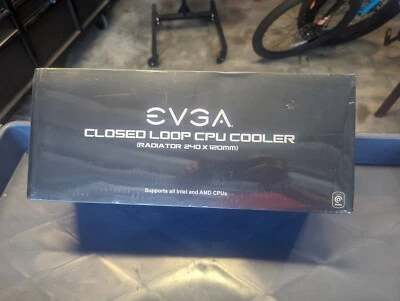 EVGA
CLOSED LOOP CPU COOLER
(RADIATOR 240 X 120MM)
Supports all Intel and AMD CPUs